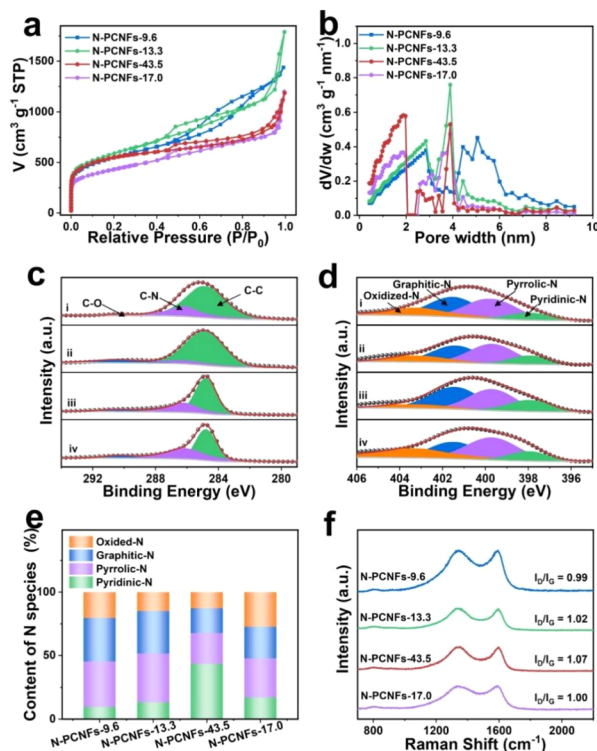 a
N-PCNFs-9.6
N-PCNFs-13.3
N-PCNFs-43.5
N-PCNFs-17.0
V (cm³ g⁻¹ STP)
1500
1000
500
0
0.0 0.2 0.4 0.6 0.8 1.0
Relative Pressure (P/P₀)
b
N-PCNFs-9.6
N-PCNFs-13.3
N-PCNFs-43.5
N-PCNFs-17.0
dV/dw (cm³ g⁻¹ nm⁻¹)
1.0
0.8
0.6
0.4
0.2
0.0
0 2 4 6 8 10
Pore width (nm)
c
C-O
C-N
C-C
i
ii
iii
iv
Intensity (a.u.)
292 288 284 280
Binding Energy (eV)
d
Graphitic-N
Pyrrolic-N
Oxidized-N
Pyridinic-N
i
ii
iii
iv
Intensity (a.u.)
406 404 402 400 398 396
Binding Energy (eV)
e
Oxided-N
Graphitic-N
Pyrrolic-N
Pyridinic-N
Content of N species (%)
100
50
0
N-PCNFs-9.6
N-PCNFs-13.3
N-PCNFs-43.5
N-PCNFs-17.0
f
N-PCNFs-9.6 I_D/I_G = 0.99
N-PCNFs-13.3 I_D/I_G = 1.02
N-PCNFs-43.5 I_D/I_G = 1.07
N-PCNFs-17.0 I_D/I_G = 1.00
Intensity (a.u.)
800 1200 1600 2000
Raman Shift (cm⁻¹)